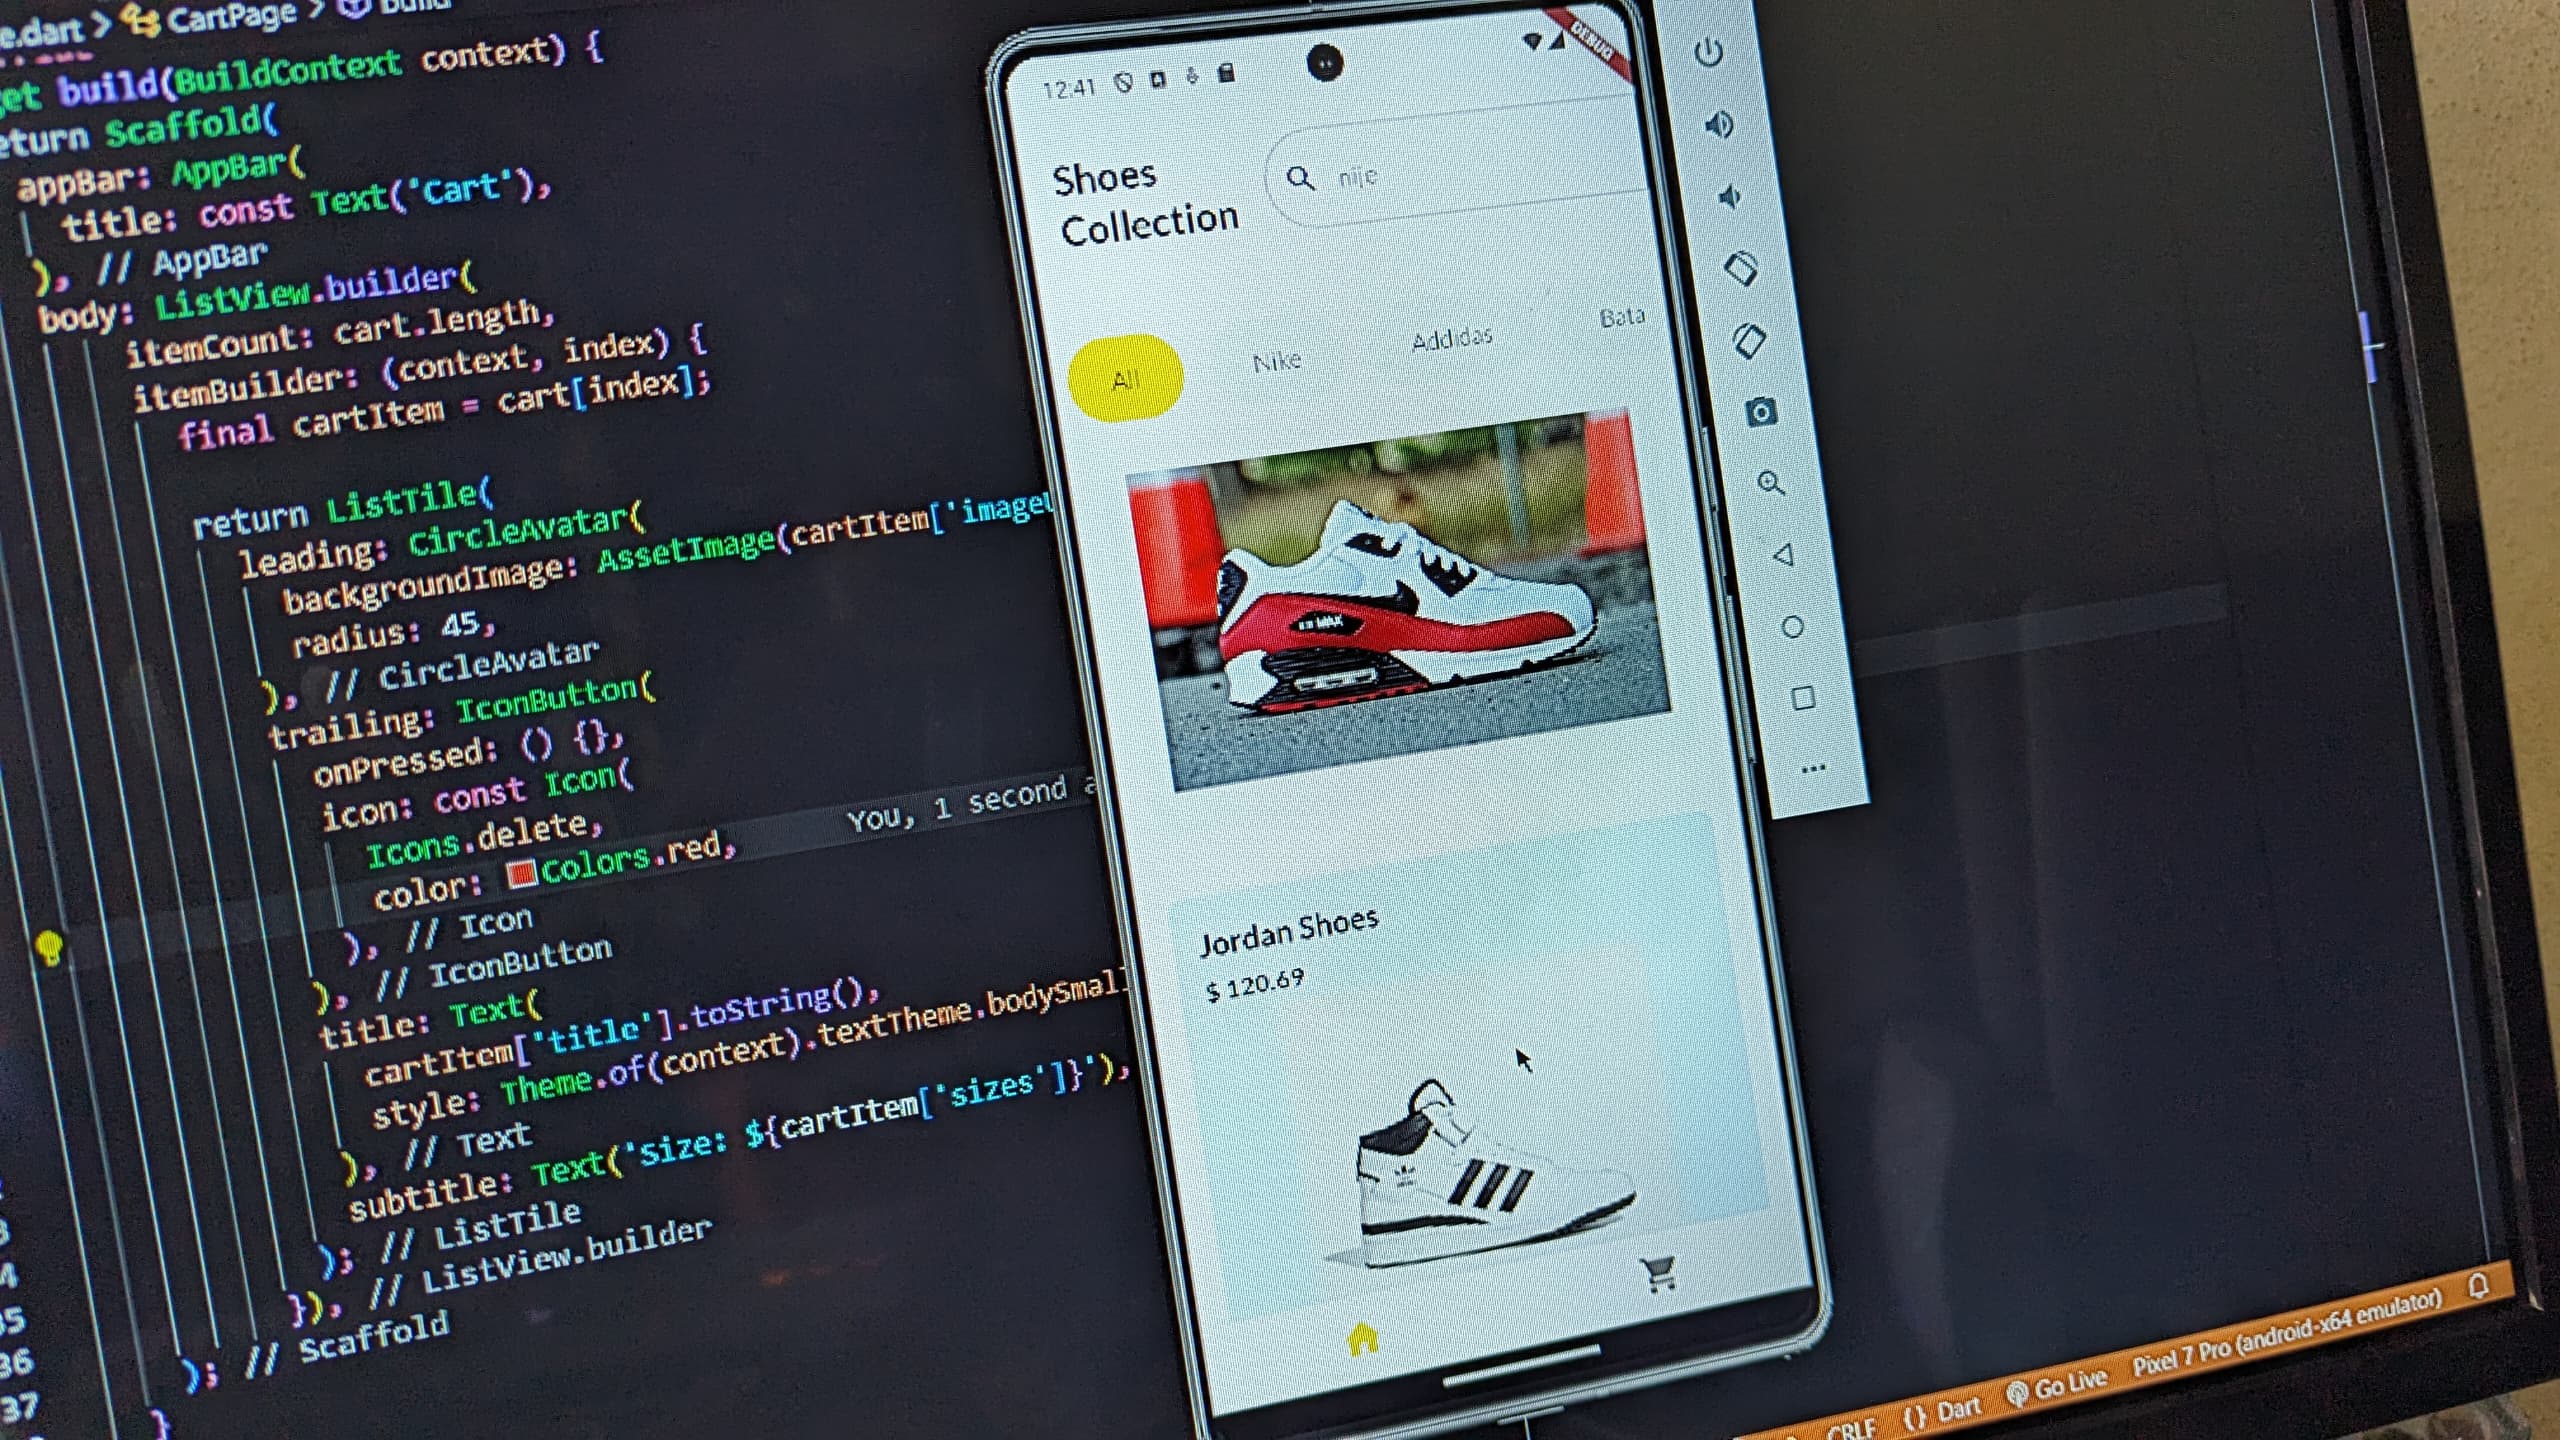 e.dart > CartPage > build
et build(BuildContext context) {
eturn Scaffold(
appBar: AppBar(
title: const Text('Cart'),
), // AppBar
body: ListView.builder(
itemCount: cart.length,
itemBuilder: (context, index) {
final cartItem = cart[index];
return ListTile(
leading: CircleAvatar(
backgroundImage: AssetImage(cartItem['imageU
radius: 45,
), // CircleAvatar
trailing: IconButton(
onPressed: () {},
icon: const Icon(
Icons.delete,
color: Colors.red,
You, 1 second a
), // Icon
), // IconButton
title: Text(
cartItem['title'].toString(),
style: Theme.of(context).textTheme.bodySmall
), // Text
subtitle: Text('Size: ${cartItem['sizes']}'),
); // ListTile
}), // ListView.builder
); // Scaffold
}
3
4
35
36
37
12:41
DEBUG
Shoes
Collection
nije
All
Nike
Addidas
Bata
Jordan Shoes
$ 120.69
CRLF
{} Dart
Go Live
Pixel 7 Pro (android-x64 emulator)